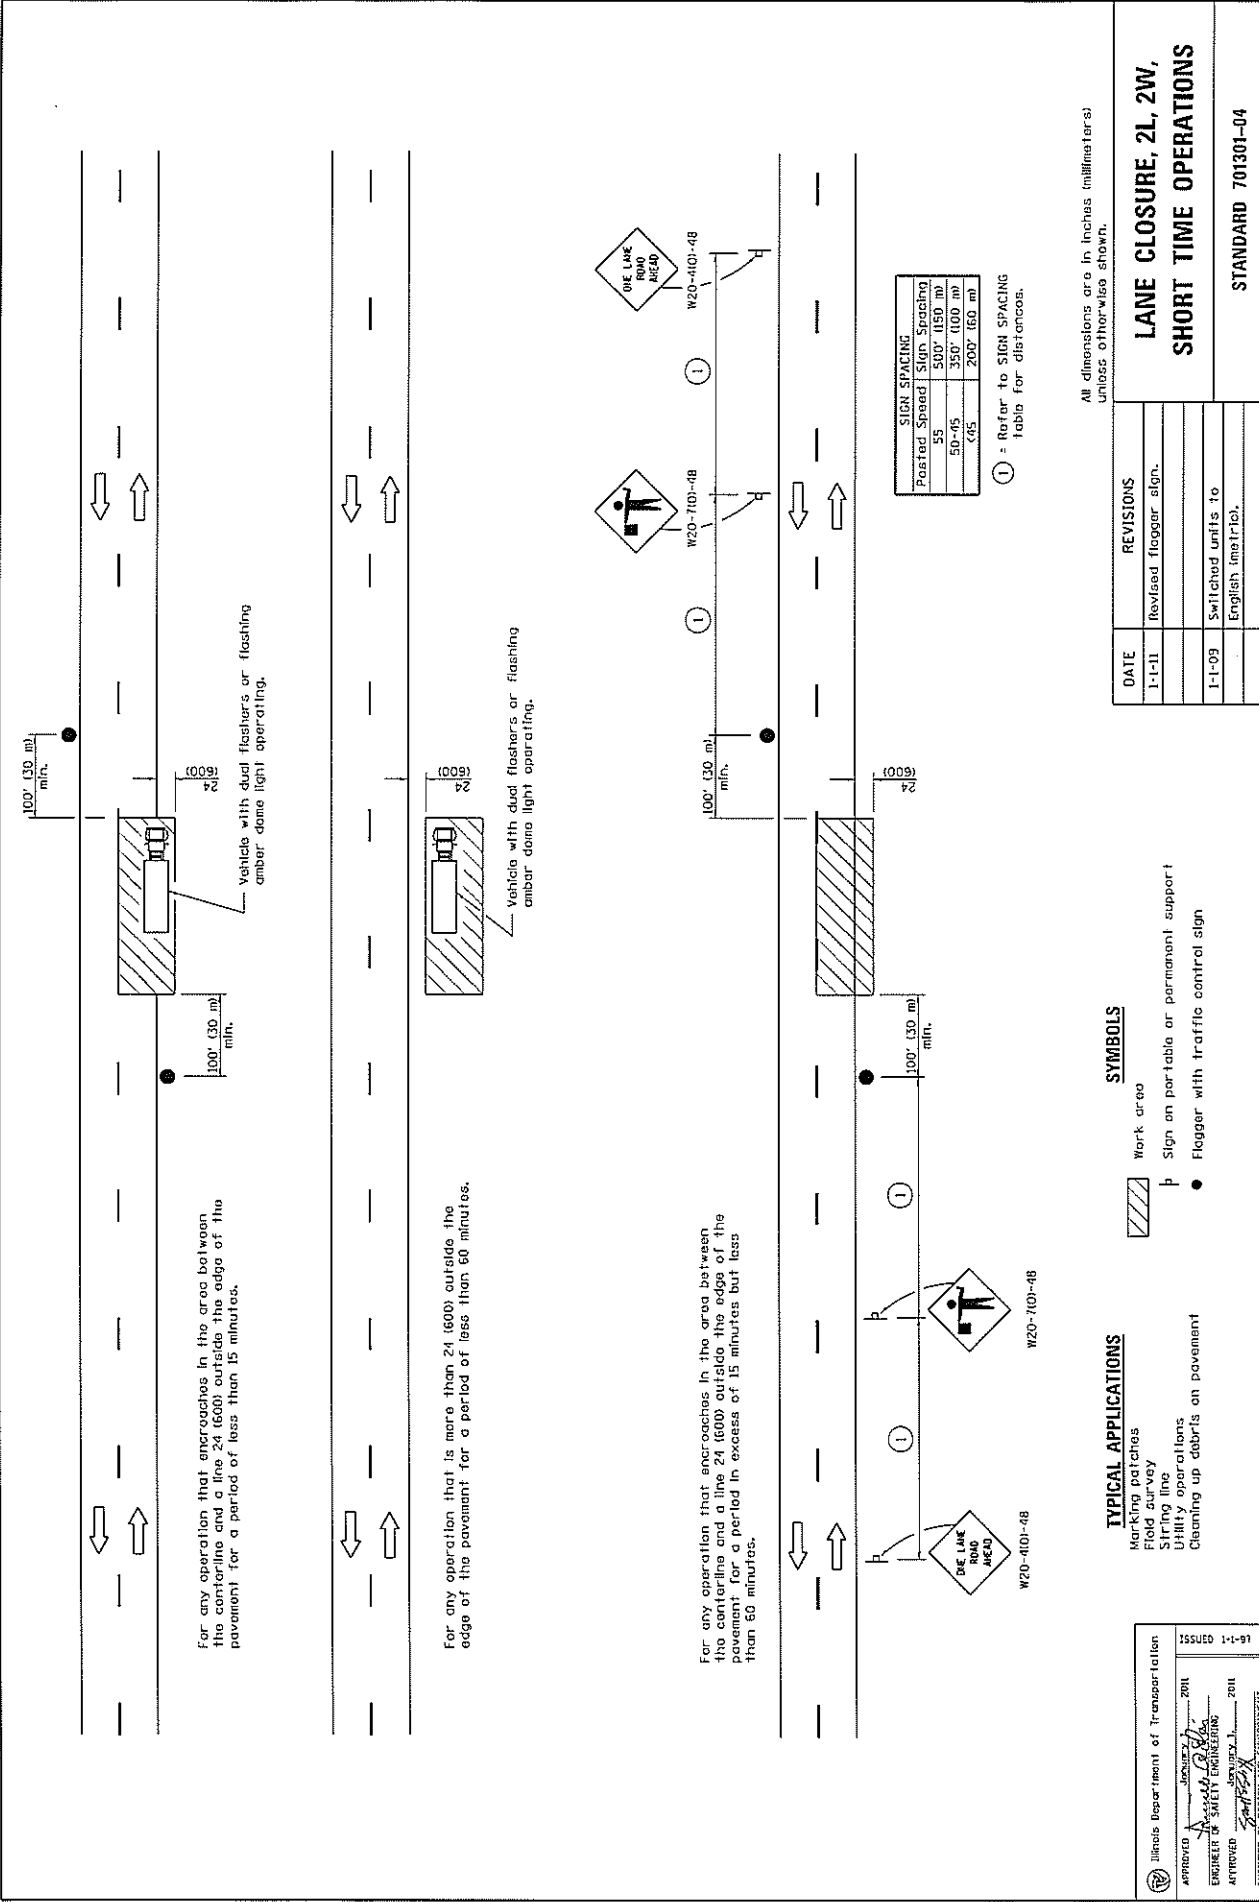 100' (30 m)
min.
24
(600)
Vehicle with dual flashers or flashing
amber dome light operating.
100' (30 m)
min.
For any operation that encroaches in the area between
the centerline and a line 24 (600) outside the edge of the
pavement for a period of less than 15 minutes.
24
(600)
Vehicle with dual flashers or flashing
amber dome light operating.
For any operation that is more than 24 (600) outside the
edge of the pavement for a period of less than 60 minutes.
ONE LANE
ROAD
AHEAD
W20-4(O)-48
W20-7(O)-48
1
1
100' (30 m)
min.
24
(600)
100' (30 m)
min.
For any operation that encroaches in the area between
the centerline and a line 24 (600) outside the edge of the
pavement for a period in excess of 15 minutes but less
than 60 minutes.
1
1
W20-7(O)-48
ONE LANE
ROAD
AHEAD
W20-4(O)-48
SIGN SPACING
Posted Speed Sign Spacing
55 500' (150 m)
50-45 350' (100 m)
<45 200' (60 m)
1 = Refer to SIGN SPACING
table for distances.
All dimensions are in inches (millimeters)
unless otherwise shown.
TYPICAL APPLICATIONS
Marking patches
Field survey
String line
Utility operations
Cleaning up debris on pavement
SYMBOLS
Work area
Sign on portable or permanent support
Flagger with traffic control sign
Illinois Department of Transportation
APPROVED January 1, 2011
ENGINEER OF SAFETY ENGINEERING
APPROVED January 1, 2011
ISSUED 1-1-97
DATE REVISIONS
1-1-11 Revised flagger sign.
1-1-09 Switched units to
English (metric).
LANE CLOSURE, 2L, 2W,
SHORT TIME OPERATIONS
STANDARD 701301-04